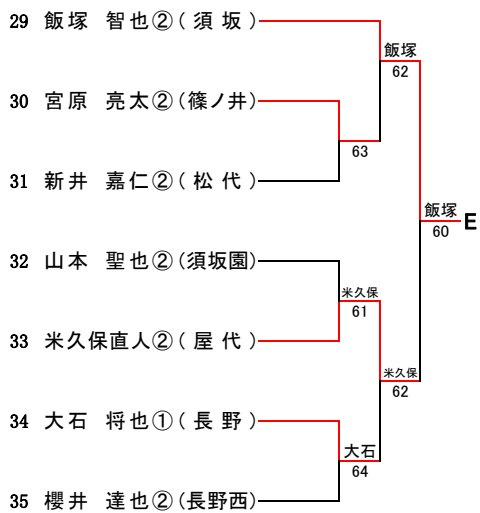 29 飯塚 智也②(須坂)
飯塚
62
30 宮原 亮太②(篠ノ井)
63
31 新井 嘉仁②(松代)
飯塚
60
E
32 山本 聖也②(須坂園)
米久保
61
33 米久保直人②(屋代)
米久保
62
34 大石 将也①(長野)
大石
64
35 櫻井 達也②(長野西)